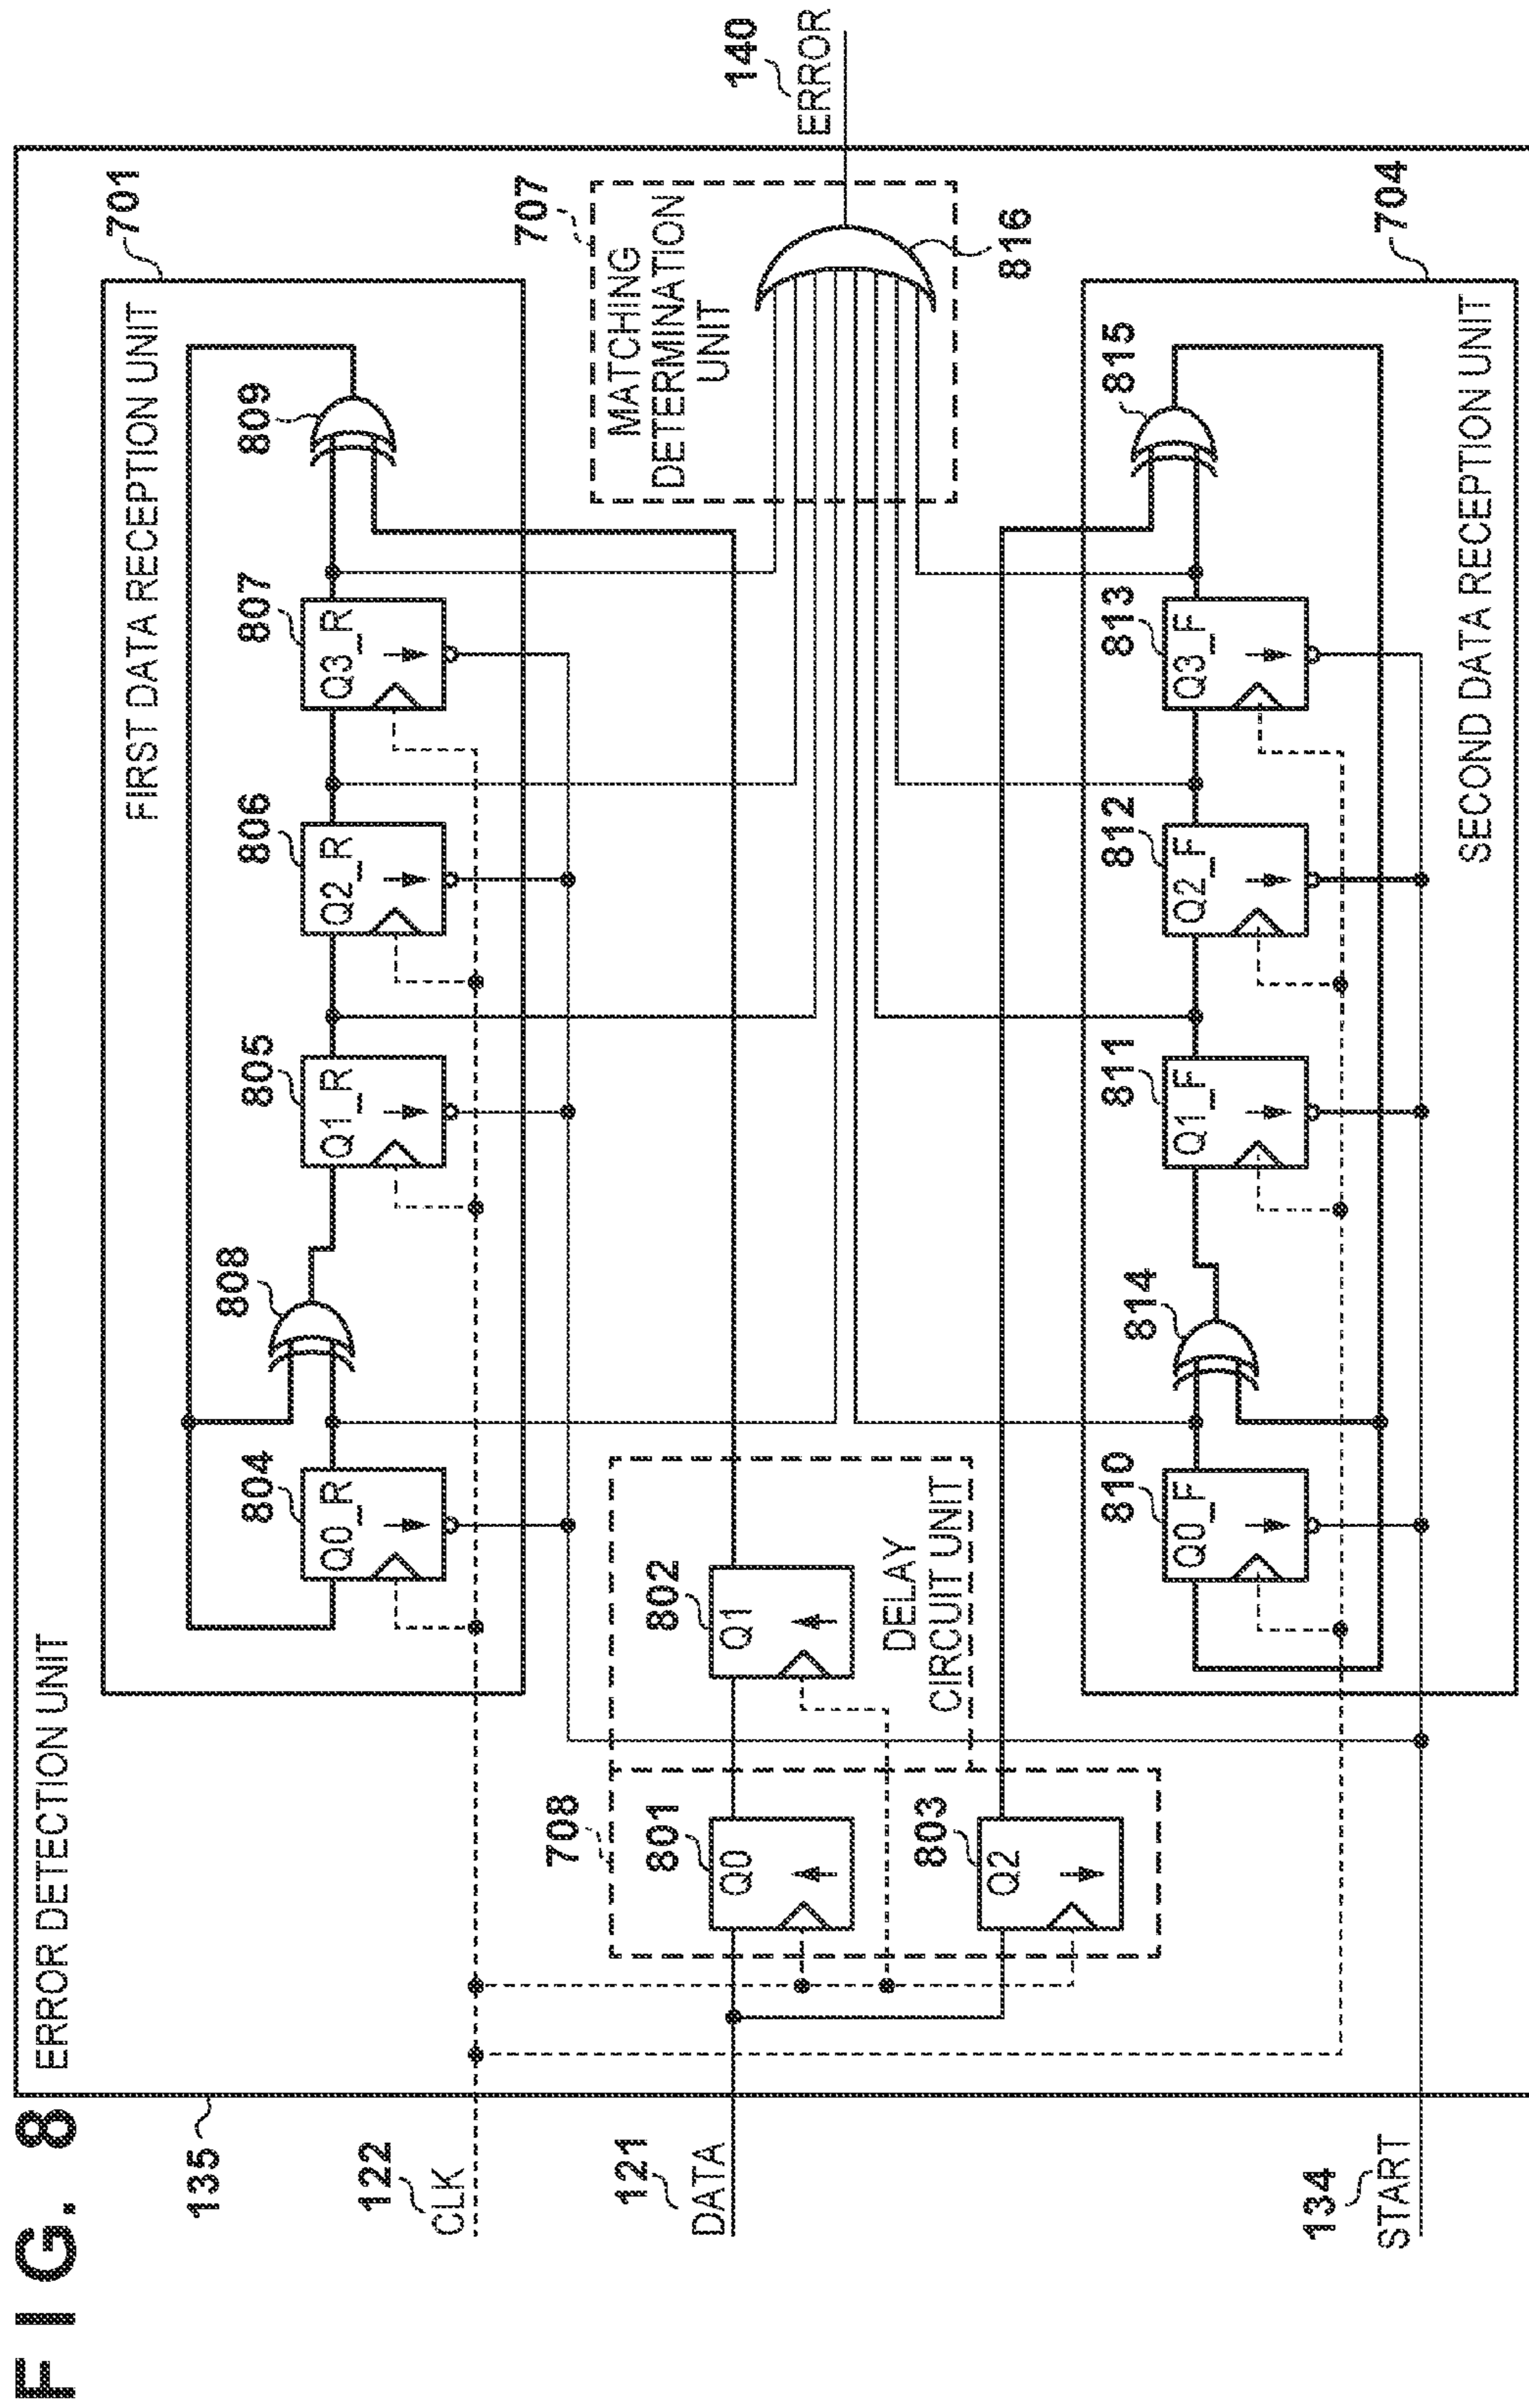 FIG. 8
ERROR DETECTION UNIT
135
FIRST DATA RECEPTION UNIT
701
809
808
804
Q0_R
805
Q1_R
806
Q2_R
807
Q3_R
122
CLK
707
MATCHING
DETERMINATION
UNIT
816
140
ERROR
708
801
Q0
802
Q1
DELAY
CIRCUIT UNIT
803
Q2
121
DATA
704
815
814
810
Q0_F
811
Q1_F
812
Q2_F
813
Q3_F
SECOND DATA RECEPTION UNIT
134
START